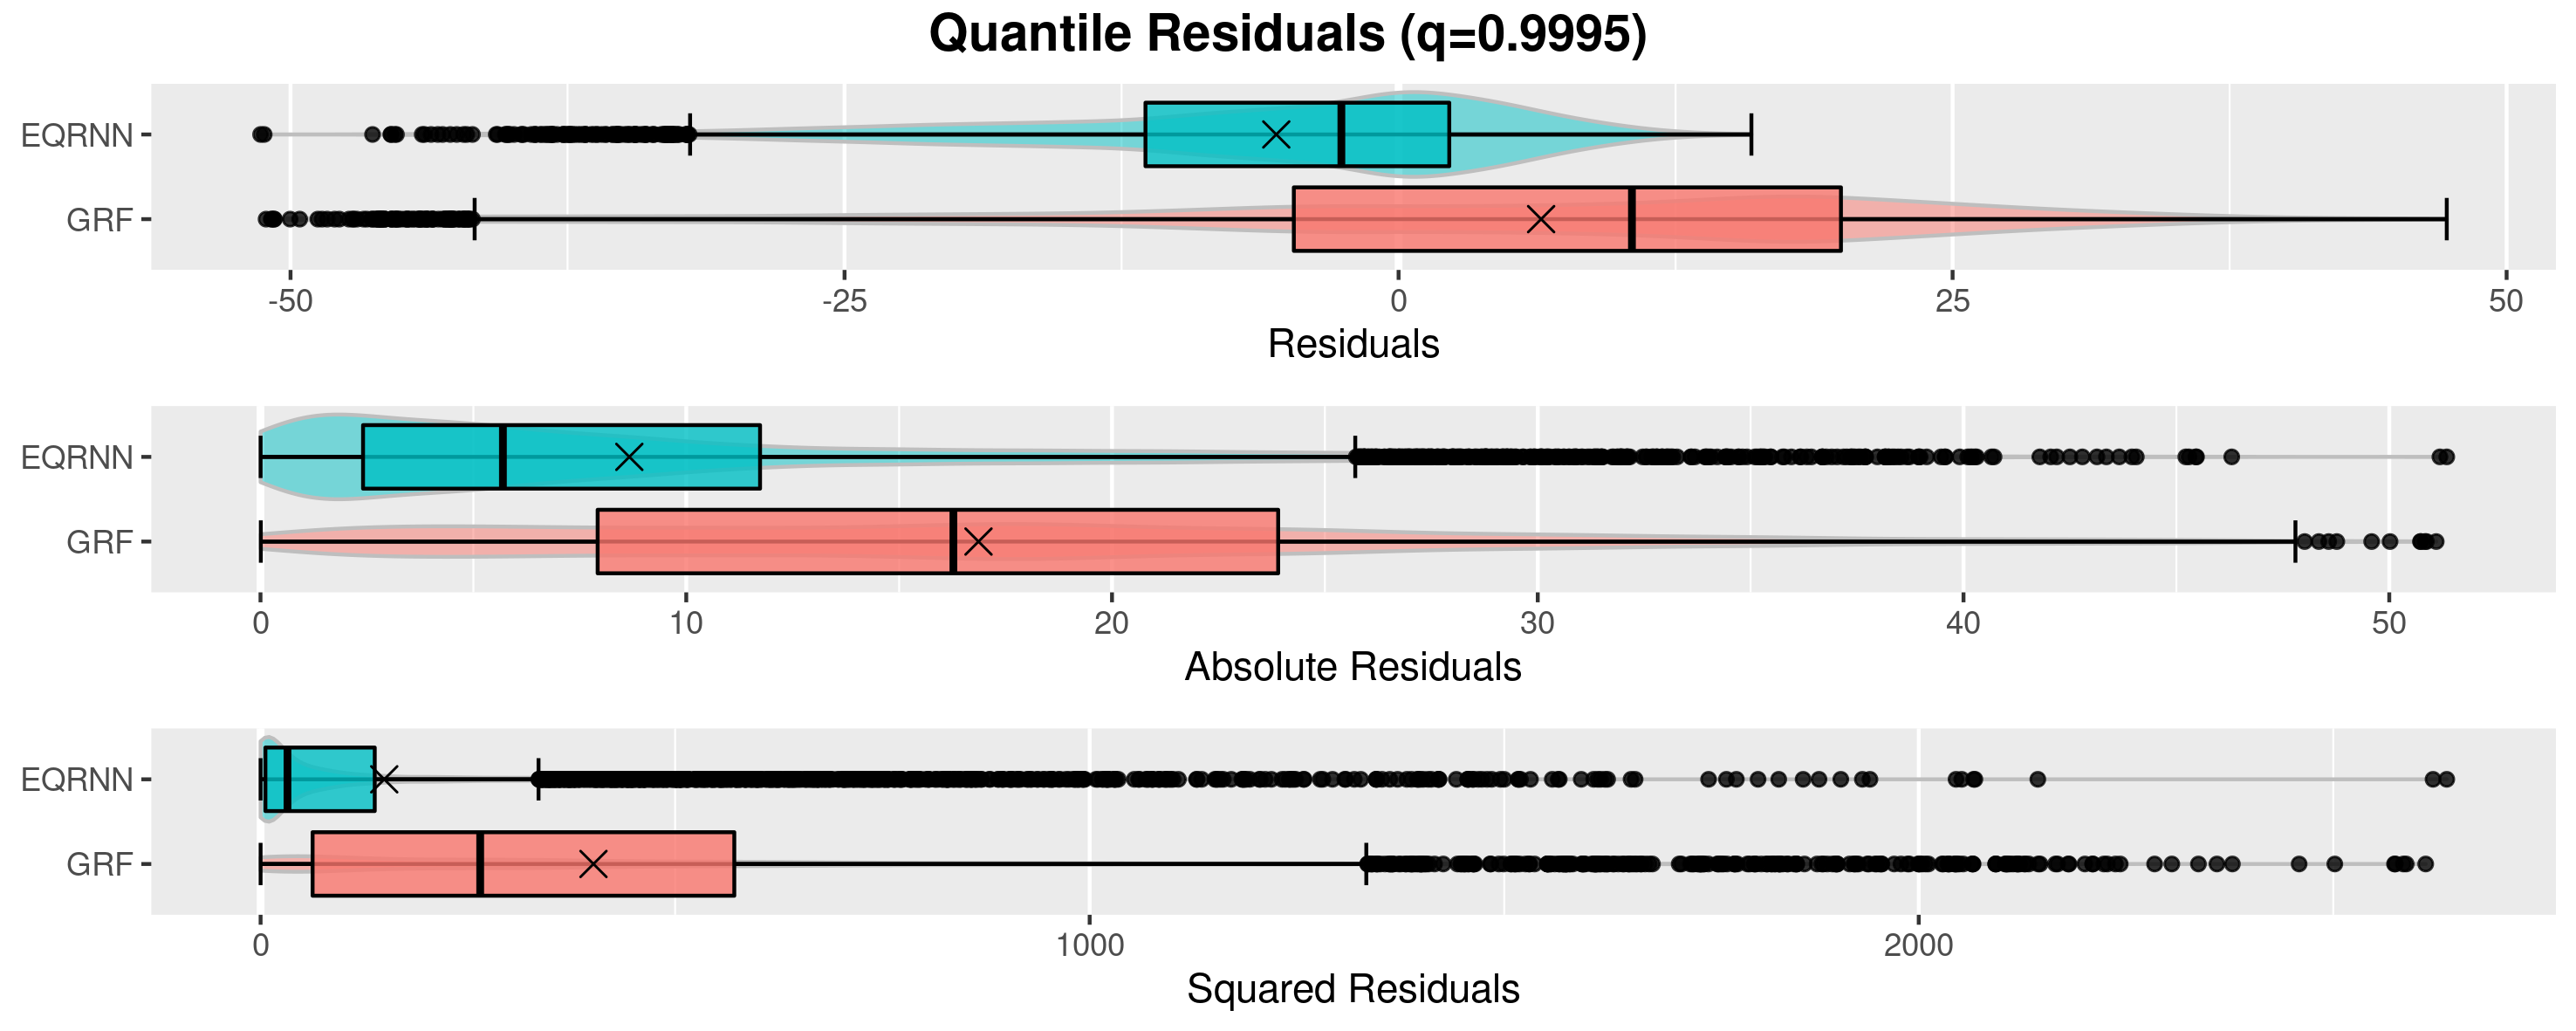 Quantile Residuals (q=0.9995)
EQRNN
GRF
-50 -25 0 25 50
Residuals
EQRNN
GRF
0 10 20 30 40 50
Absolute Residuals
EQRNN
GRF
0 1000 2000
Squared Residuals